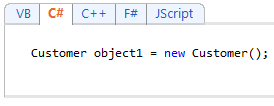 VB C# C++ F# JScript
Customer object1 = new Customer();